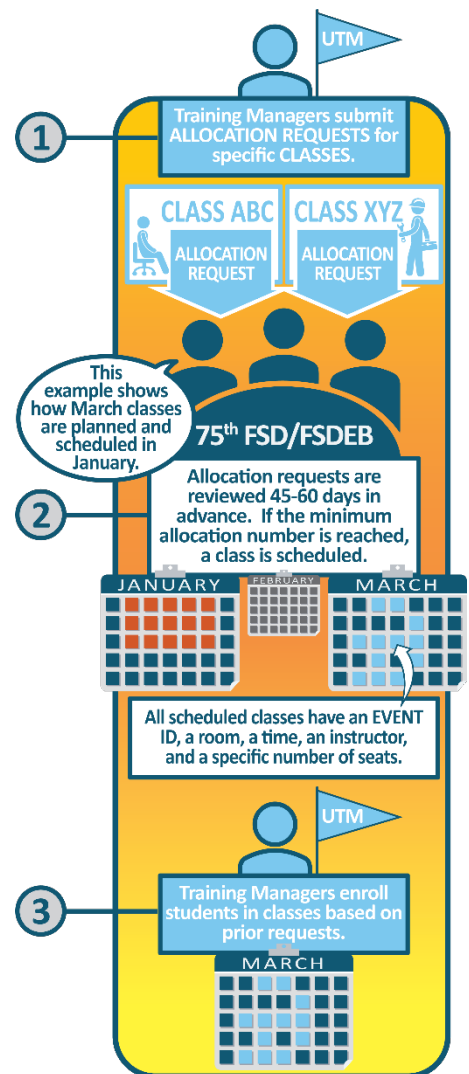 UTM
1
Training Managers submit
ALLOCATION REQUESTS for
specific CLASSES.
CLASS ABC
ALLOCATION
REQUEST
CLASS XYZ
ALLOCATION
REQUEST
This
example shows
how March classes
are planned and
scheduled in
January.
75th FSD/FSDEB
2
Allocation requests are
reviewed 45-60 days in
advance. If the minimum
allocation number is reached,
a class is scheduled.
JANUARY
FEBRUARY
MARCH
All scheduled classes have an EVENT
ID, a room, a time, an instructor,
and a specific number of seats.
UTM
3
Training Managers enroll
students in classes based on
prior requests.
MARCH